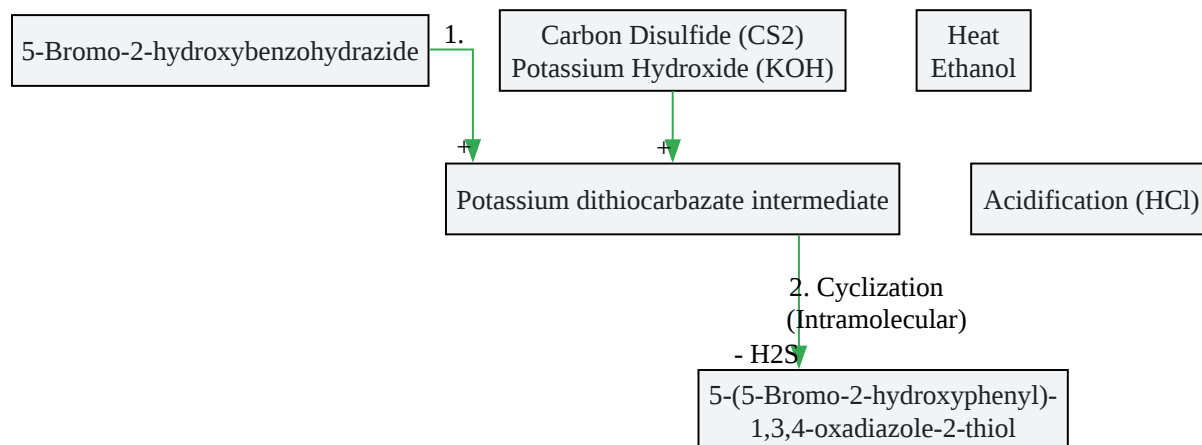 5-Bromo-2-hydroxybenzohydrazide
1.
Carbon Disulfide (CS2)
Potassium Hydroxide (KOH)
Heat
Ethanol
+
+
Potassium dithiocarbazate intermediate
Acidification (HCl)
2. Cyclization
(Intramolecular)
- H2S
5-(5-Bromo-2-hydroxyphenyl)-
1,3,4-oxadiazole-2-thiol